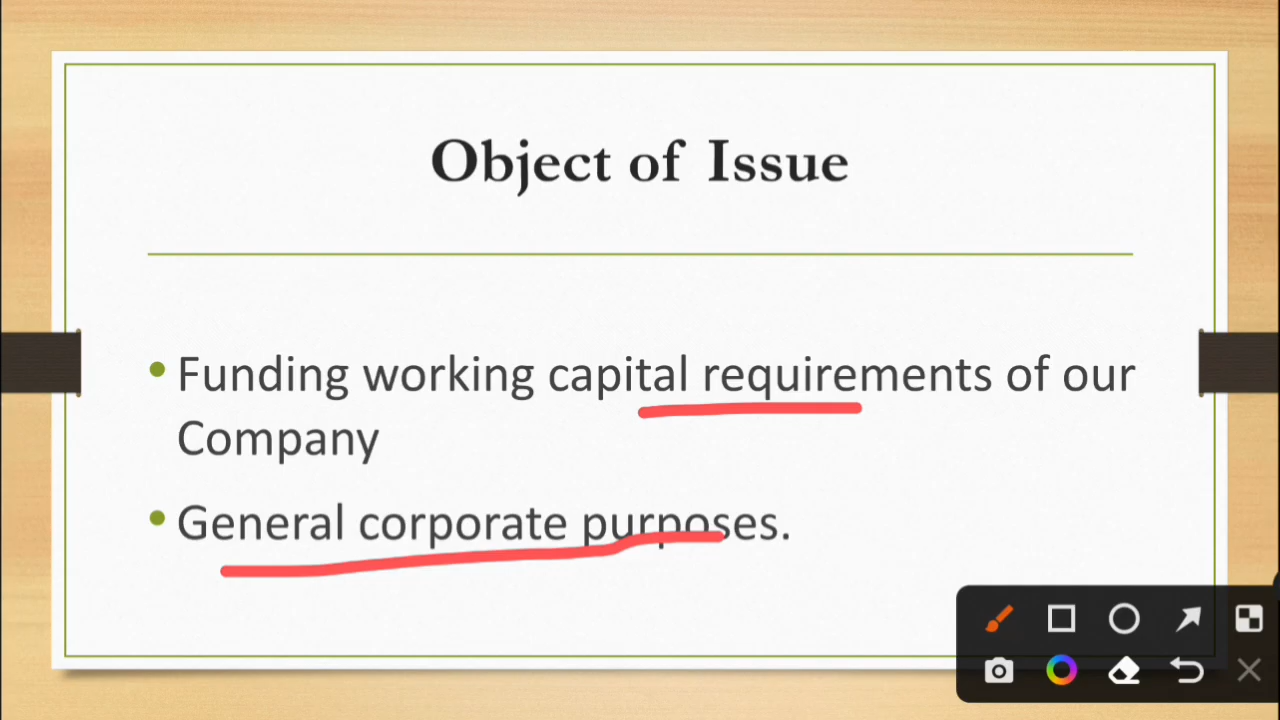 Object of Issue
• Funding working capital requirements of our
Company
• General corporate purposes.